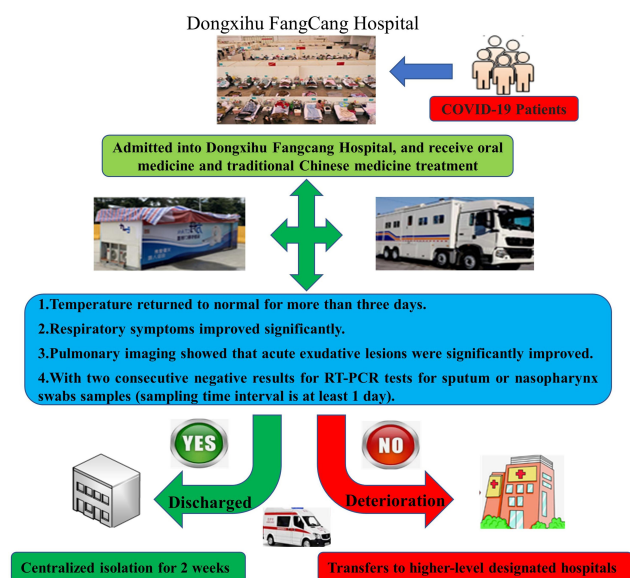 Dongxihu FangCang Hospital
COVID-19 Patients
Admitted into Dongxihu Fangcang Hospital, and receive oral
medicine and traditional Chinese medicine treatment
1.Temperature returned to normal for more than three days.
2.Respiratory symptoms improved significantly.
3.Pulmonary imaging showed that acute exudative lesions were significantly improved.
4.With two consecutive negative results for RT-PCR tests for sputum or nasopharynx
swabs samples (sampling time interval is at least 1 day).
YES
NO
Discharged
Deterioration
Centralized isolation for 2 weeks
Transfers to higher-level designated hospitals